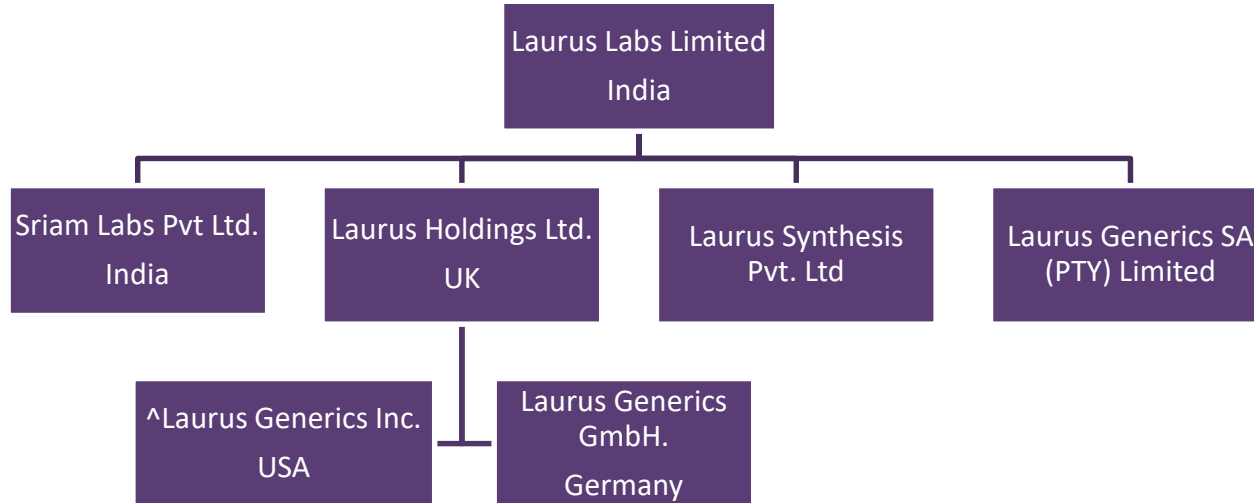 Laurus Labs Limited
India
Sriam Labs Pvt Ltd.
India
Laurus Holdings Ltd.
UK
Laurus Synthesis
Pvt. Ltd
Laurus Generics SA
(PTY) Limited
^Laurus Generics Inc.
USA
Laurus Generics
GmbH.
Germany